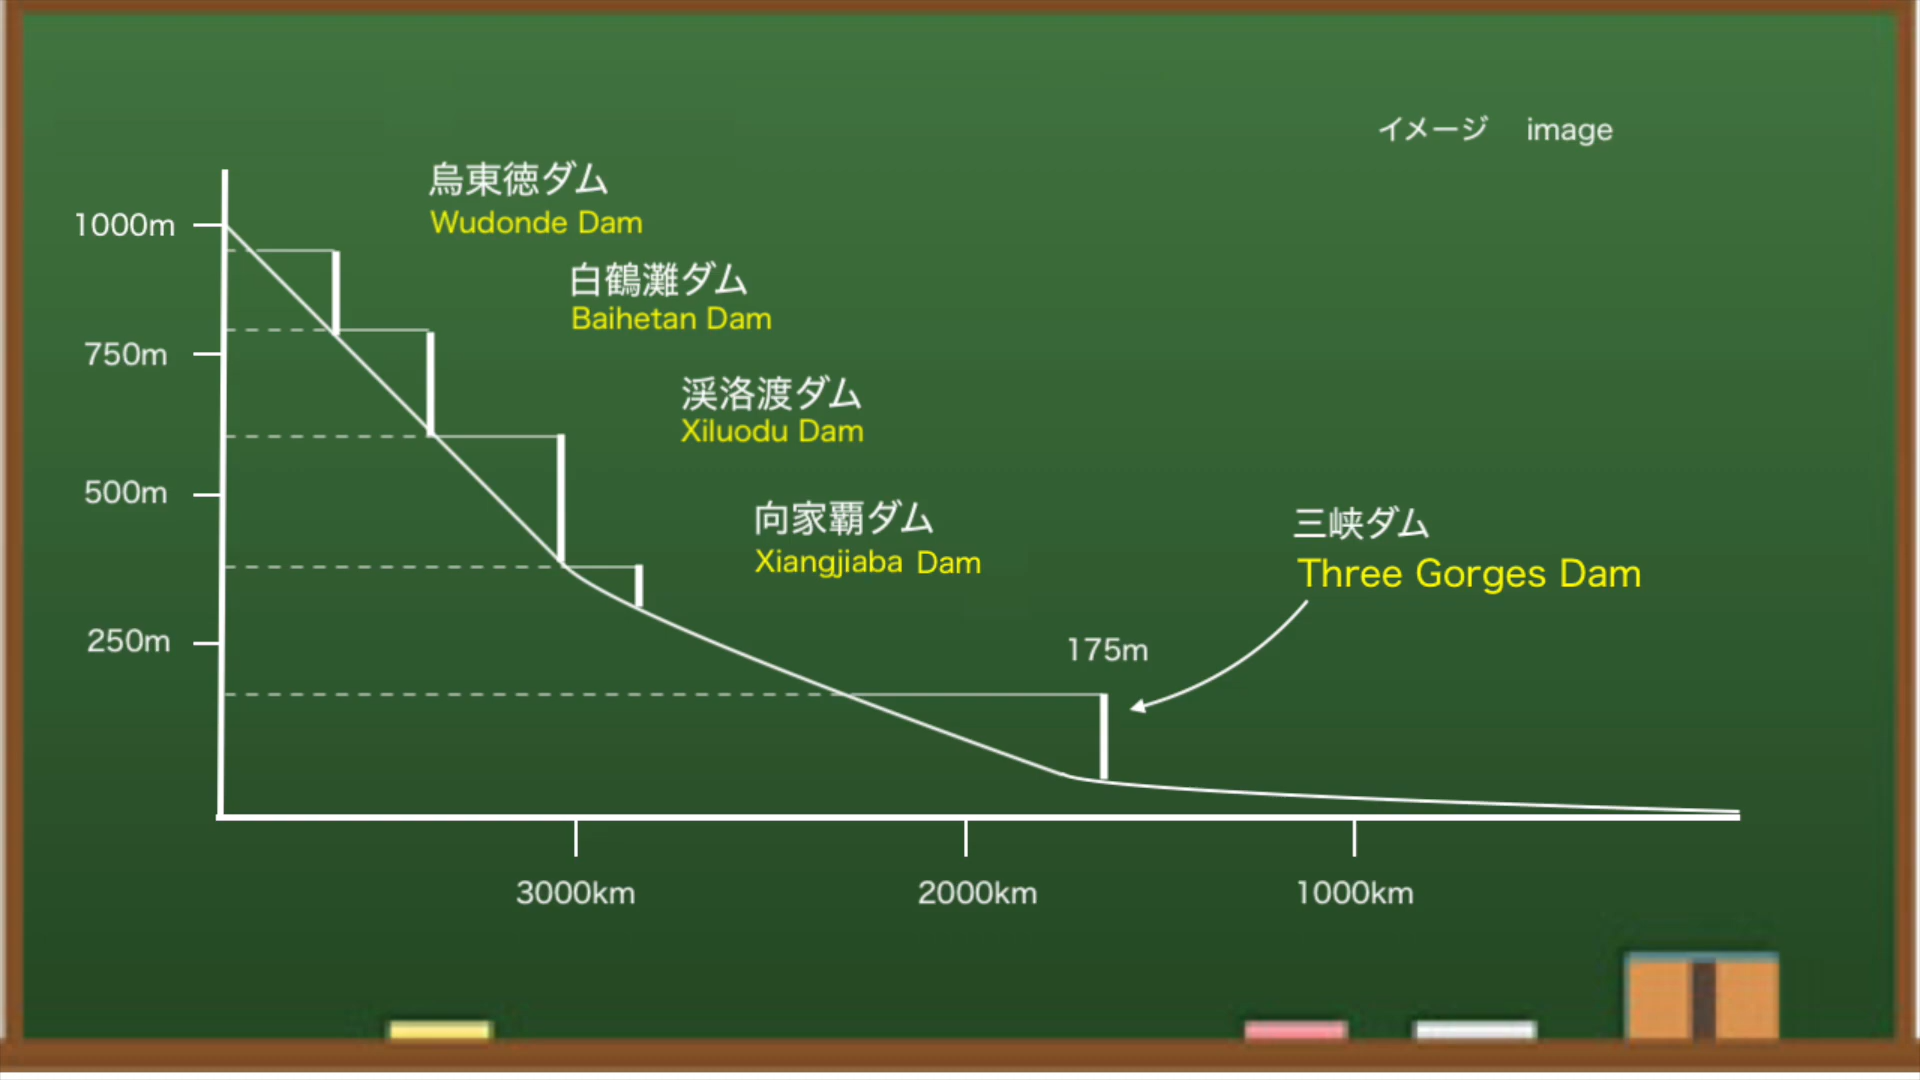 イメージ image
烏東徳ダム
Wudonde Dam
1000m
白鶴灘ダム
Baihetan Dam
750m
渓洛渡ダム
Xiluodu Dam
500m
向家覇ダム
Xiangjiaba Dam
三峡ダム
Three Gorges Dam
250m
175m
3000km
2000km
1000km